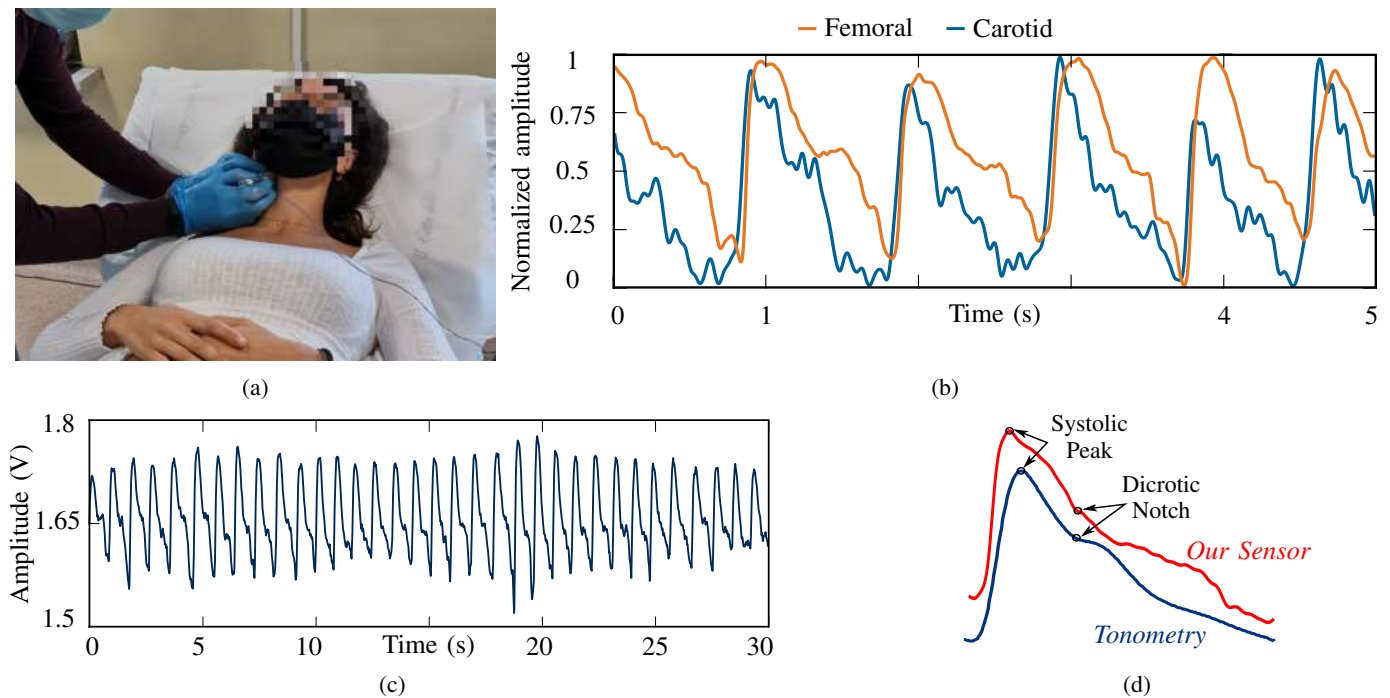 Femoral Carotid
Normalized amplitude
1
0.75
0.5
0.25
0
0 1 Time (s) 4 5
(a)
(b)
Amplitude (V)
1.8
1.65
1.5
0 5 10 Time (s) 20 25 30
(c)
Systolic
Peak
Dicrotic
Notch
Our Sensor
Tonometry
(d)